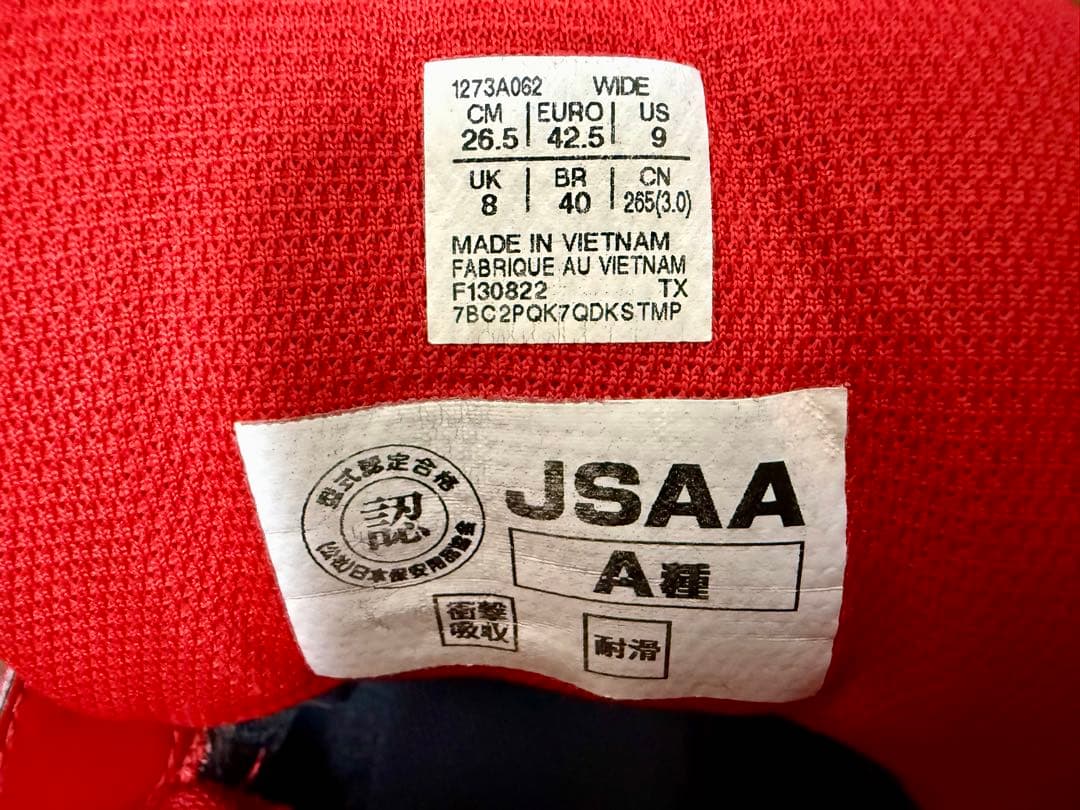 1273A062 WIDE
CM | EURO | US
26.5 | 42.5 | 9
UK | BR | CN
8 | 40 | 265(3.0)
MADE IN VIETNAM
FABRIQUE AU VIETNAM
F130822 TX
7BC2PQK7QDKSTMP
型式認定合格
認
(公社)日本保安用品協会
JSAA
A種
衝撃
吸収
耐滑